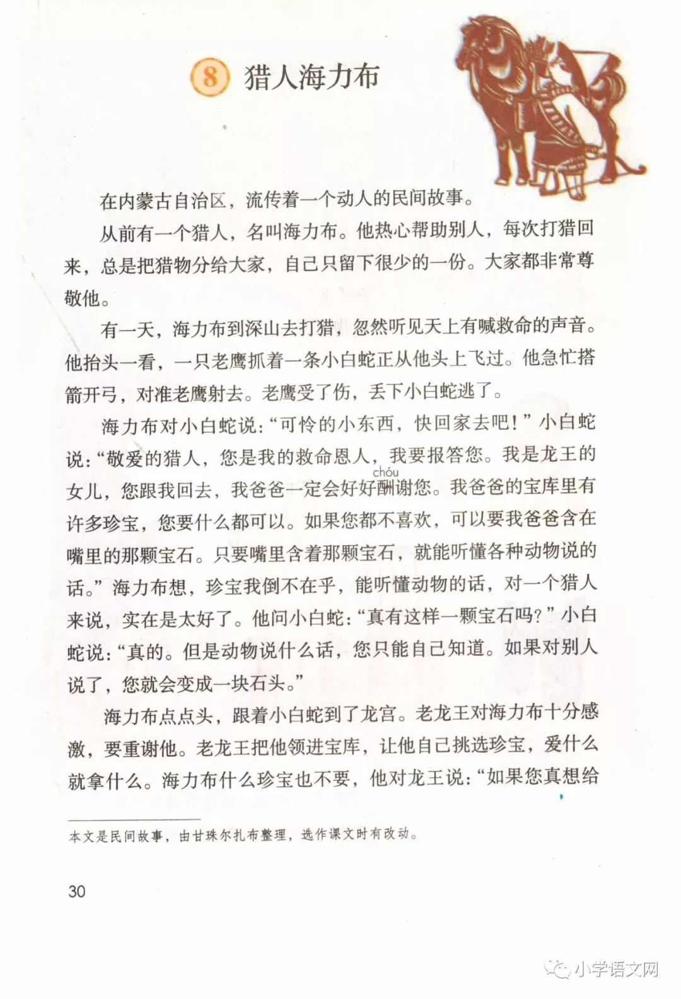 8 猎人海力布
在内蒙古自治区，流传着一个动人的民间故事。
从前有一个猎人，名叫海力布。他热心帮助别人，每次打猎回
来，总是把猎物分给大家，自己只留下很少的一份。大家都非常尊
敬他。
有一天，海力布到深山去打猎，忽然听见天上有喊救命的声音。
他抬头一看，一只老鹰抓着一条小白蛇正从他头上飞过。他急忙搭
箭开弓，对准老鹰射去。老鹰受了伤，丢下小白蛇逃了。
海力布对小白蛇说：“可怜的小东西，快回家去吧！”小白蛇
说：“敬爱的猎人，您是我的救命恩人，我要报答您。我是龙王的
chóu
女儿，您跟我回去，我爸爸一定会好好酬谢您。我爸爸的宝库里有
许多珍宝，您要什么都可以。如果您都不喜欢，可以要我爸爸含在
嘴里的那颗宝石。只要嘴里含着那颗宝石，就能听懂各种动物说的
话。”海力布想，珍宝我倒不在乎，能听懂动物的话，对一个猎人
来说，实在是太好了。他问小白蛇：“真有这样一颗宝石吗？”小白
蛇说：“真的。但是动物说什么话，您只能自己知道。如果对别人
说了，您就会变成一块石头。”
海力布点点头，跟着小白蛇到了龙宫。老龙王对海力布十分感
激，要重谢他。老龙王把他领进宝库，让他自己挑选珍宝，爱什么
就拿什么。海力布什么珍宝也不要，他对龙王说：“如果您真想给
本文是民间故事，由甘珠尔扎布整理，选作课文时有改动。
30
小学语文网